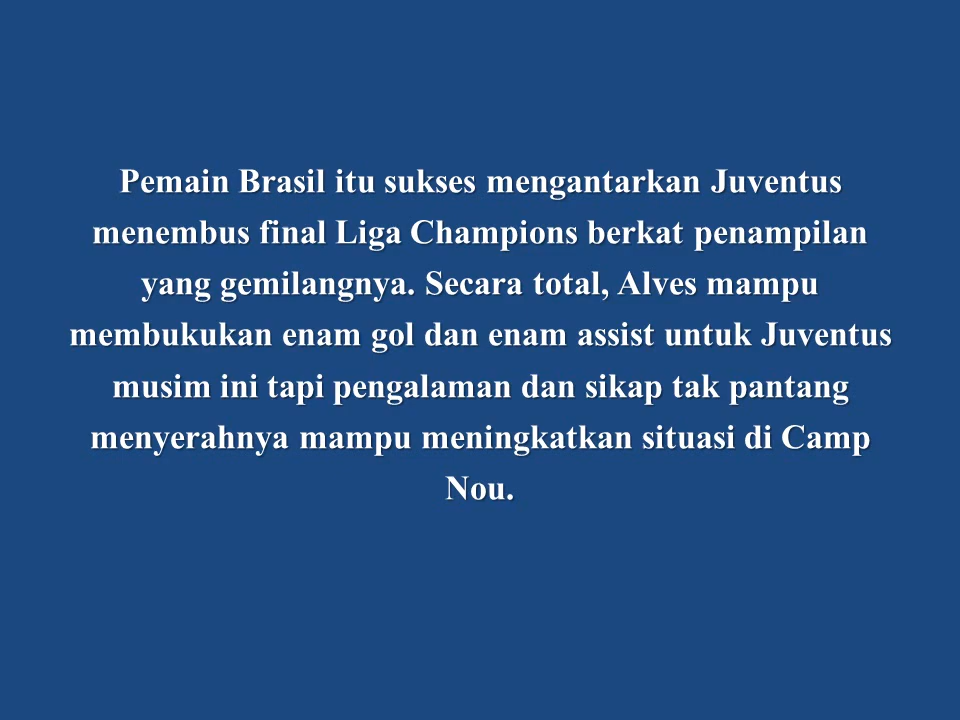 Pemain Brasil itu sukses mengantarkan Juventus
menembus final Liga Champions berkat penampilan
yang gemilangnya. Secara total, Alves mampu
membukukan enam gol dan enam assist untuk Juventus
musim ini tapi pengalaman dan sikap tak pantang
menyerahnya mampu meningkatkan situasi di Camp
Nou.